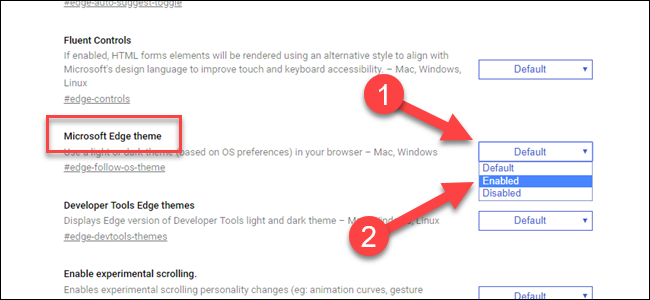 #edge-auto-suggest-toggle
Fluent Controls
If enabled, HTML forms elements will be rendered using an alternative style to align with
Microsoft's design language to improve touch and keyboard accessibility. – Mac, Windows,
Linux
Default
#edge-controls
1
Microsoft Edge theme
Use a light or dark theme (based on OS preferences) in your browser – Mac, Windows
Default
#edge-follow-os-theme
Default
Enabled
Disabled
2
Developer Tools Edge themes
Displays Edge version of Developer Tools light and dark theme – Linux
Default
#edge-devtools-themes
Enable experimental scrolling.
Enables experimental scrolling personality changes (eg: animation curves, gesture
Default